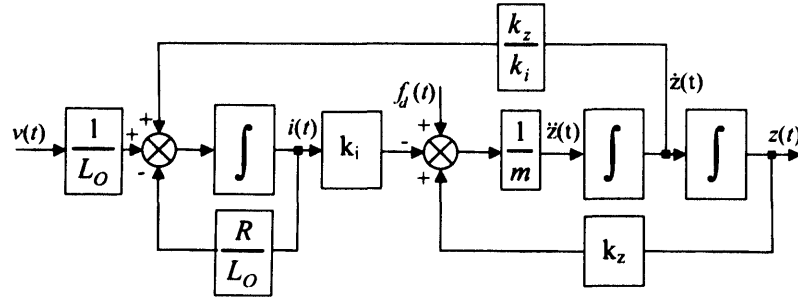 k_z
k_i
f_d(t)
ż(t)
v(t)
1
L_O
+
+
-
∫
i(t)
k_i
-
+
+
1
m
z̈(t)
∫
∫
z(t)
R
L_O
k_z